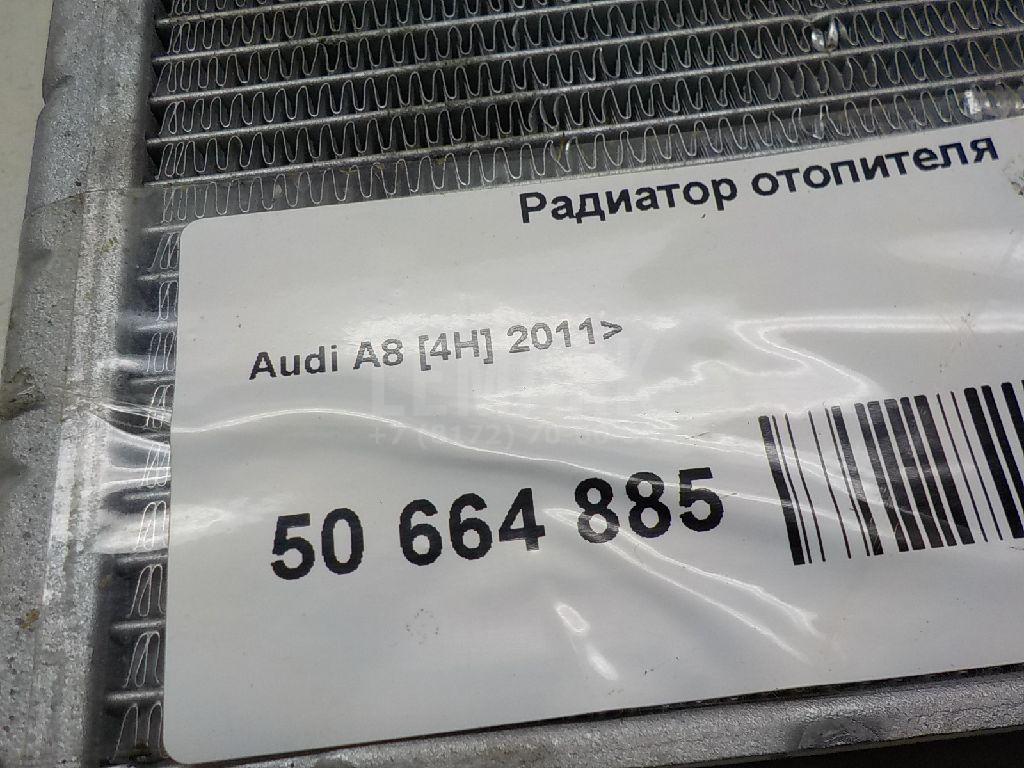 Радиатор отопителя
Audi A8 [4H] 2011>
50 664 885